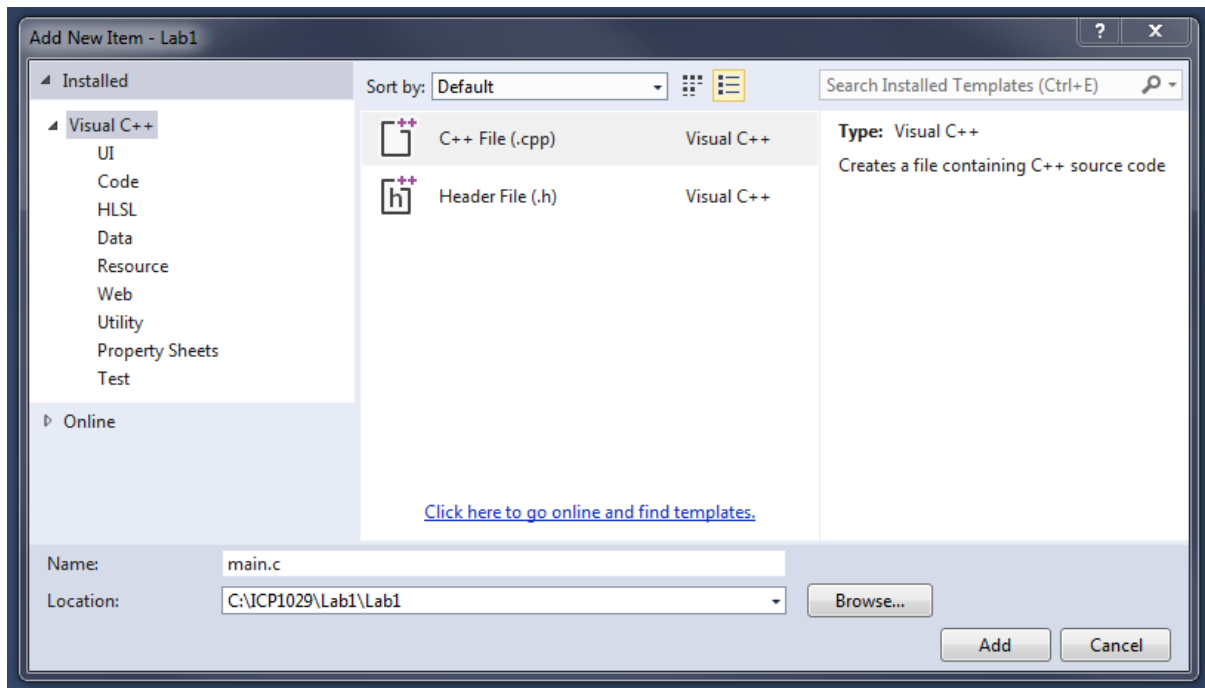 Add New Item - Lab1
?
x
Installed
Sort by: Default
Search Installed Templates (Ctrl+E)
Visual C++
UI
Code
HLSL
Data
Resource
Web
Utility
Property Sheets
Test
Online
++
C++ File (.cpp) Visual C++
++
h
Header File (.h) Visual C++
Click here to go online and find templates.
Type: Visual C++
Creates a file containing C++ source code
Name: main.c
Location: C:\ICP1029\Lab1\Lab1
Browse...
Add
Cancel